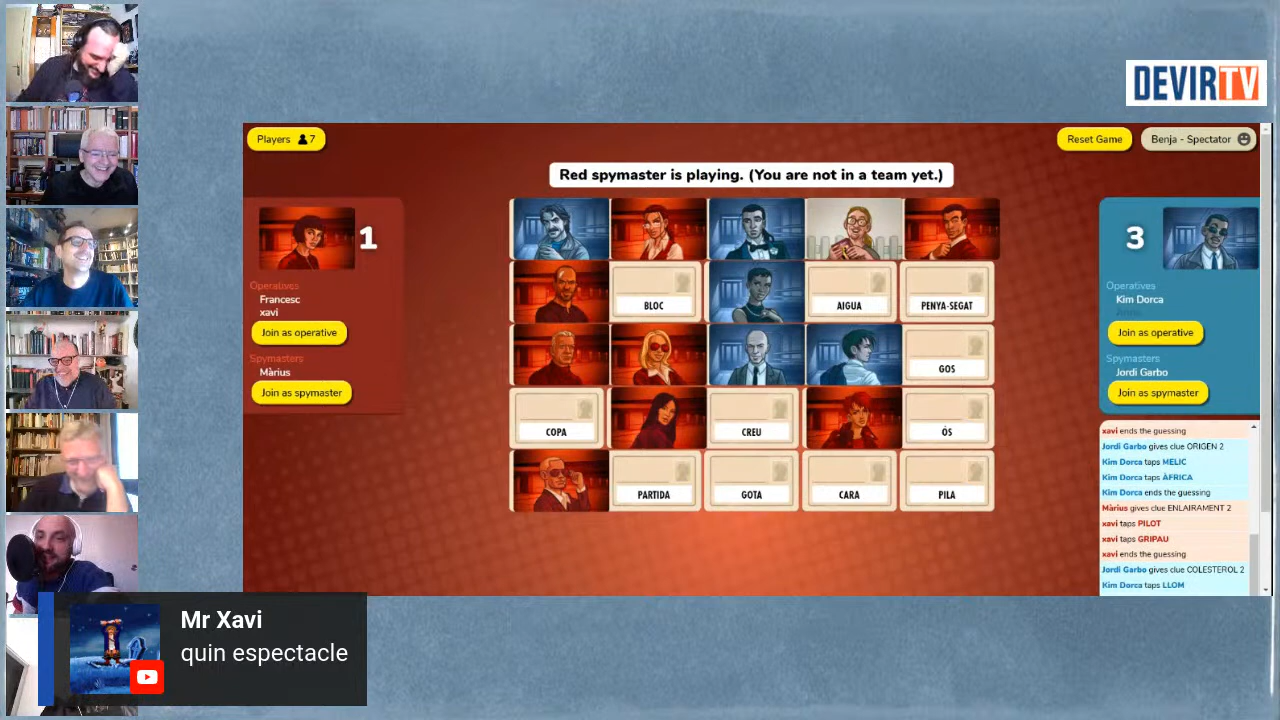 DEVIRTV
Players 7
Reset Game
Benja - Spectator
Red spymaster is playing. (You are not in a team yet.)
1
Operatives
Francesc
xavi
Join as operative
Spymasters
Màrius
Join as spymaster
BLOC
AIGUA
PENYA-SEGAT
GOS
COPA
CREU
ÓS
PARTIDA
GOTA
CARA
PILA
3
Operatives
Kim Dorca
Anna
Join as operative
Spymasters
Jordi Garbo
Join as spymaster
xavi ends the guessing
Jordi Garbo gives clue ORIGEN 2
Kim Dorca taps MELIC
Kim Dorca taps ÀFRICA
Kim Dorca ends the guessing
Màrius gives clue ENLAIRAMENT 2
xavi taps PILOT
xavi taps GRIPAU
xavi ends the guessing
Jordi Garbo gives clue COLESTEROL 2
Kim Dorca taps LLOM
Mr Xavi
quin espectacle